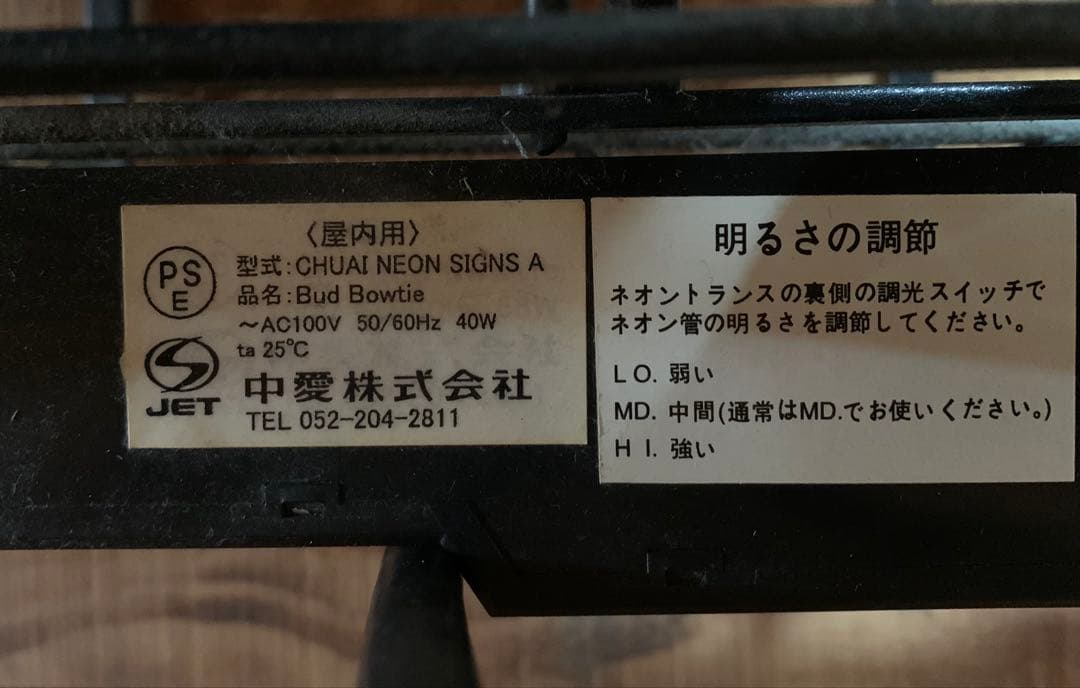 〈屋内用〉
PS
E
型式:CHUAI NEON SIGNS A
品名:Bud Bowtie
～AC100V 50/60Hz 40W
ta 25℃
JET
中愛株式会社
TEL 052-204-2811
明るさの調節
ネオントランスの裏側の調光スイッチで
ネオン管の明るさを調節してください。
LO. 弱い
MD. 中間(通常はMD.でお使いください。)
HI. 強い